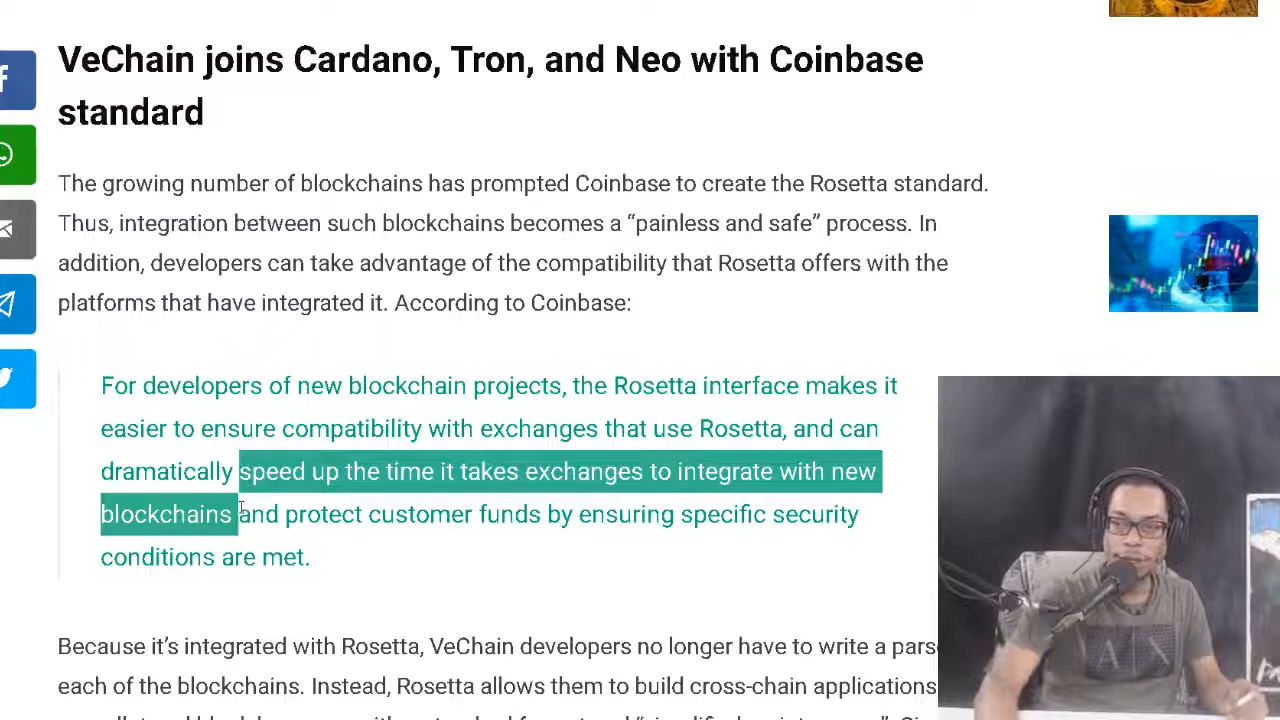 VeChain joins Cardano, Tron, and Neo with Coinbase
standard
The growing number of blockchains has prompted Coinbase to create the Rosetta standard.
Thus, integration between such blockchains becomes a “painless and safe” process. In
addition, developers can take advantage of the compatibility that Rosetta offers with the
platforms that have integrated it. According to Coinbase:
For developers of new blockchain projects, the Rosetta interface makes it
easier to ensure compatibility with exchanges that use Rosetta, and can
dramatically speed up the time it takes exchanges to integrate with new
blockchains and protect customer funds by ensuring specific security
conditions are met.
Because it’s integrated with Rosetta, VeChain developers no longer have to write a
each of the blockchains. Instead, Rosetta allows them to build cross-chain applications